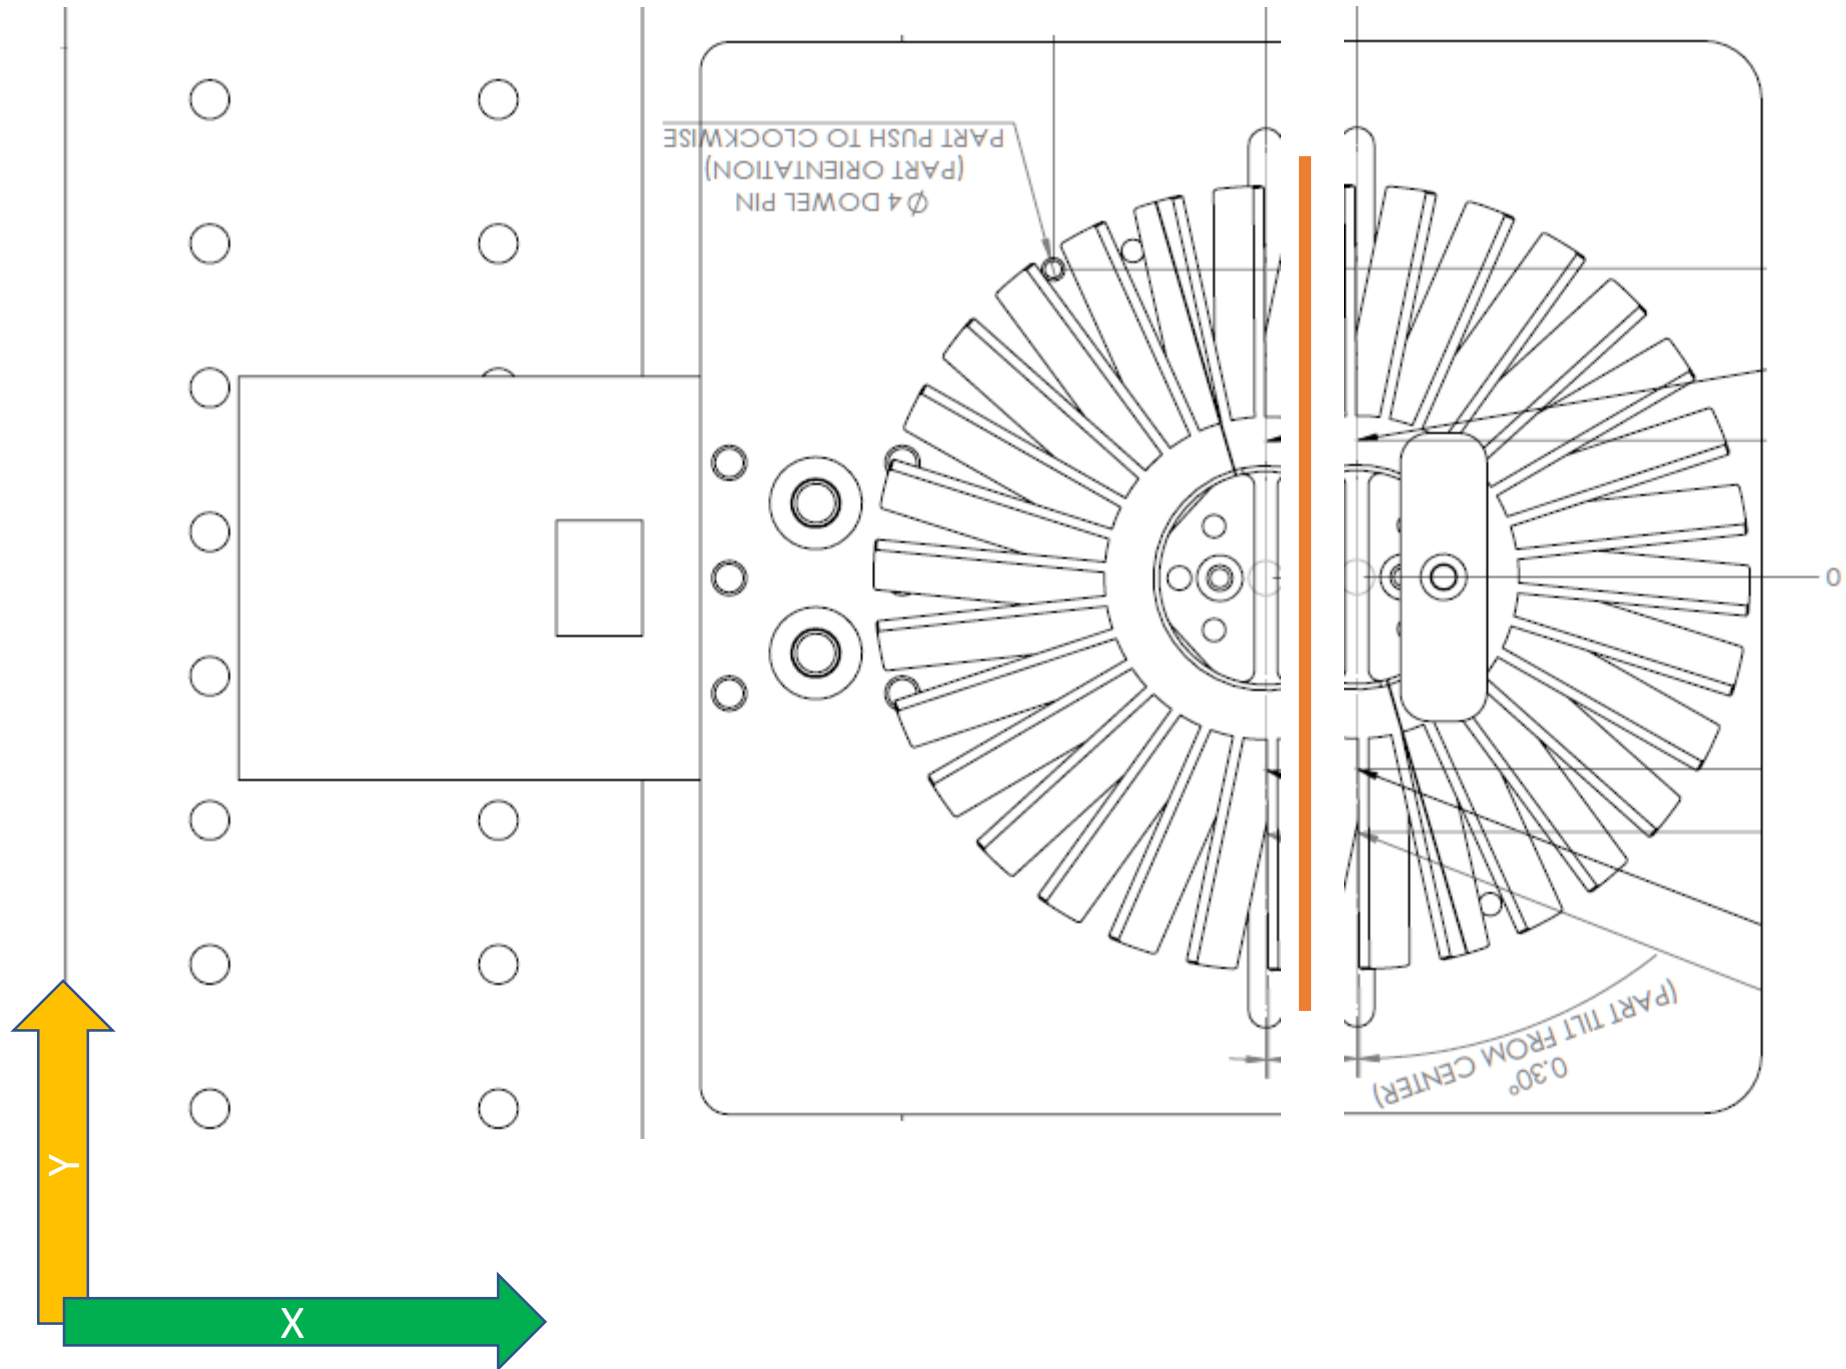 Ø4 DOWEL PIN
(PART ORIENTATION)
PART PUSH TO CLOCKWISE
0
0.30°
(PART TILT FROM CENTER)
Y
X